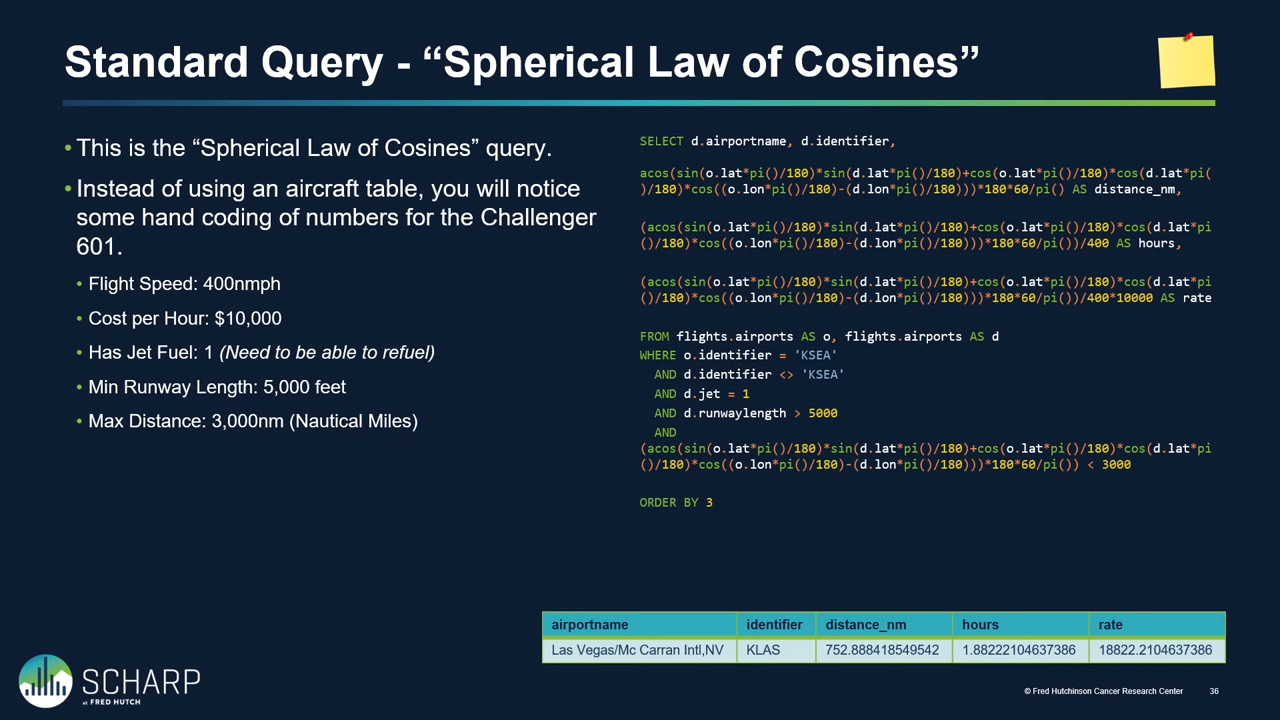 Standard Query - “Spherical Law of Cosines”
•This is the “Spherical Law of Cosines” query.
•Instead of using an aircraft table, you will notice
some hand coding of numbers for the Challenger
601.
• Flight Speed: 400nmph
• Cost per Hour: $10,000
• Has Jet Fuel: 1 (Need to be able to refuel)
• Min Runway Length: 5,000 feet
• Max Distance: 3,000nm (Nautical Miles)
SELECT d.airportname, d.identifier,
acos(sin(o.lat*pi()/180)*sin(d.lat*pi()/180)+cos(o.lat*pi()/180)*cos(d.lat*pi(
)/180)*cos((o.lon*pi()/180)-(d.lon*pi()/180)))*180*60/pi() AS distance_nm,
(acos(sin(o.lat*pi()/180)*sin(d.lat*pi()/180)+cos(o.lat*pi()/180)*cos(d.lat*pi
()/180)*cos((o.lon*pi()/180)-(d.lon*pi()/180)))*180*60/pi())/400 AS hours,
(acos(sin(o.lat*pi()/180)*sin(d.lat*pi()/180)+cos(o.lat*pi()/180)*cos(d.lat*pi
()/180)*cos((o.lon*pi()/180)-(d.lon*pi()/180)))*180*60/pi())/400*10000 AS rate
FROM flights.airports AS o, flights.airports AS d
WHERE o.identifier = 'KSEA'
AND d.identifier <> 'KSEA'
AND d.jet = 1
AND d.runwaylength > 5000
AND
(acos(sin(o.lat*pi()/180)*sin(d.lat*pi()/180)+cos(o.lat*pi()/180)*cos(d.lat*pi
()/180)*cos((o.lon*pi()/180)-(d.lon*pi()/180)))*180*60/pi()) < 3000
ORDER BY 3
airportname identifier distance_nm hours rate
Las Vegas/Mc Carran Intl,NV KLAS 752.888418549542 1.88222104637386 18822.2104637386
SCHARP
at FRED HUTCH
© Fred Hutchinson Cancer Research Center 36